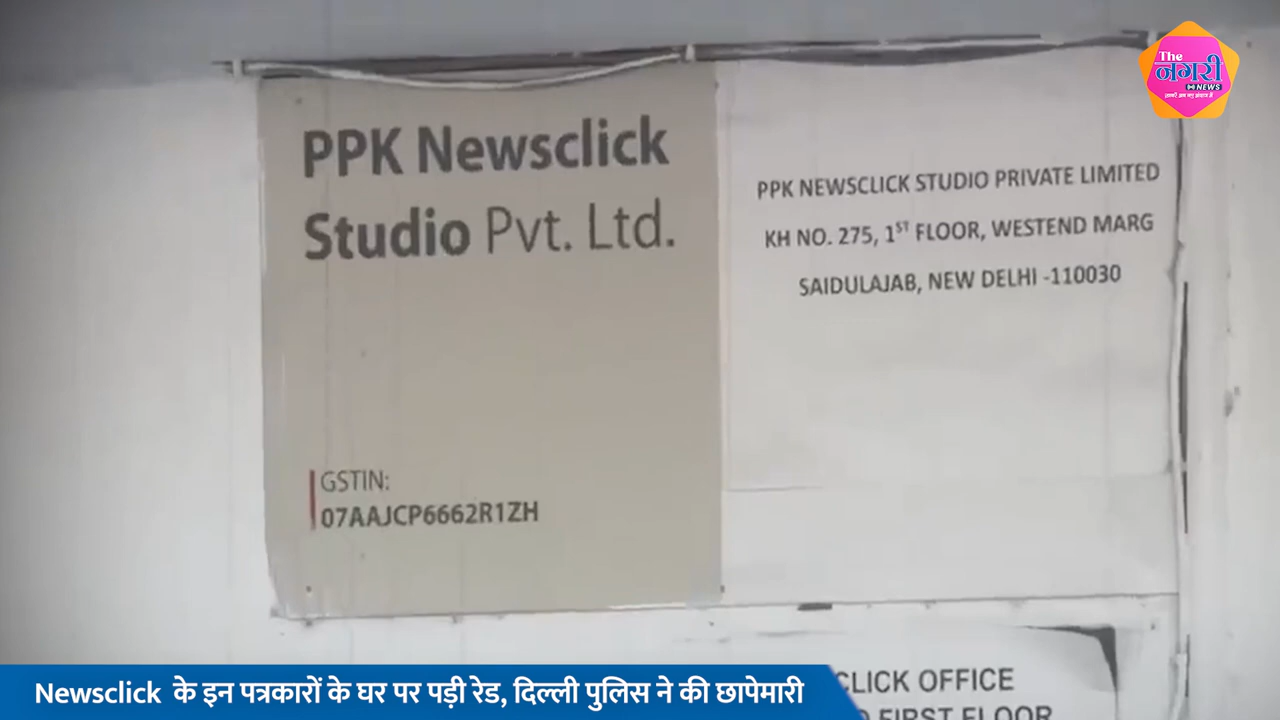 The
नगरी
NEWS
PPK Newsclick
Studio Pvt. Ltd.
GSTIN:
07AAJCP6662R1ZH
PPK NEWSCLICK STUDIO PRIVATE LIMITED
KH NO. 275, 1ST FLOOR, WESTEND MARG
SAIDULAJAB, NEW DELHI -110030
CLICK OFFICE
FIRST FLOOR
Newsclick के इन पत्रकारों के घर पर पड़ी रेड, दिल्ली पुलिस ने की छापेमारी